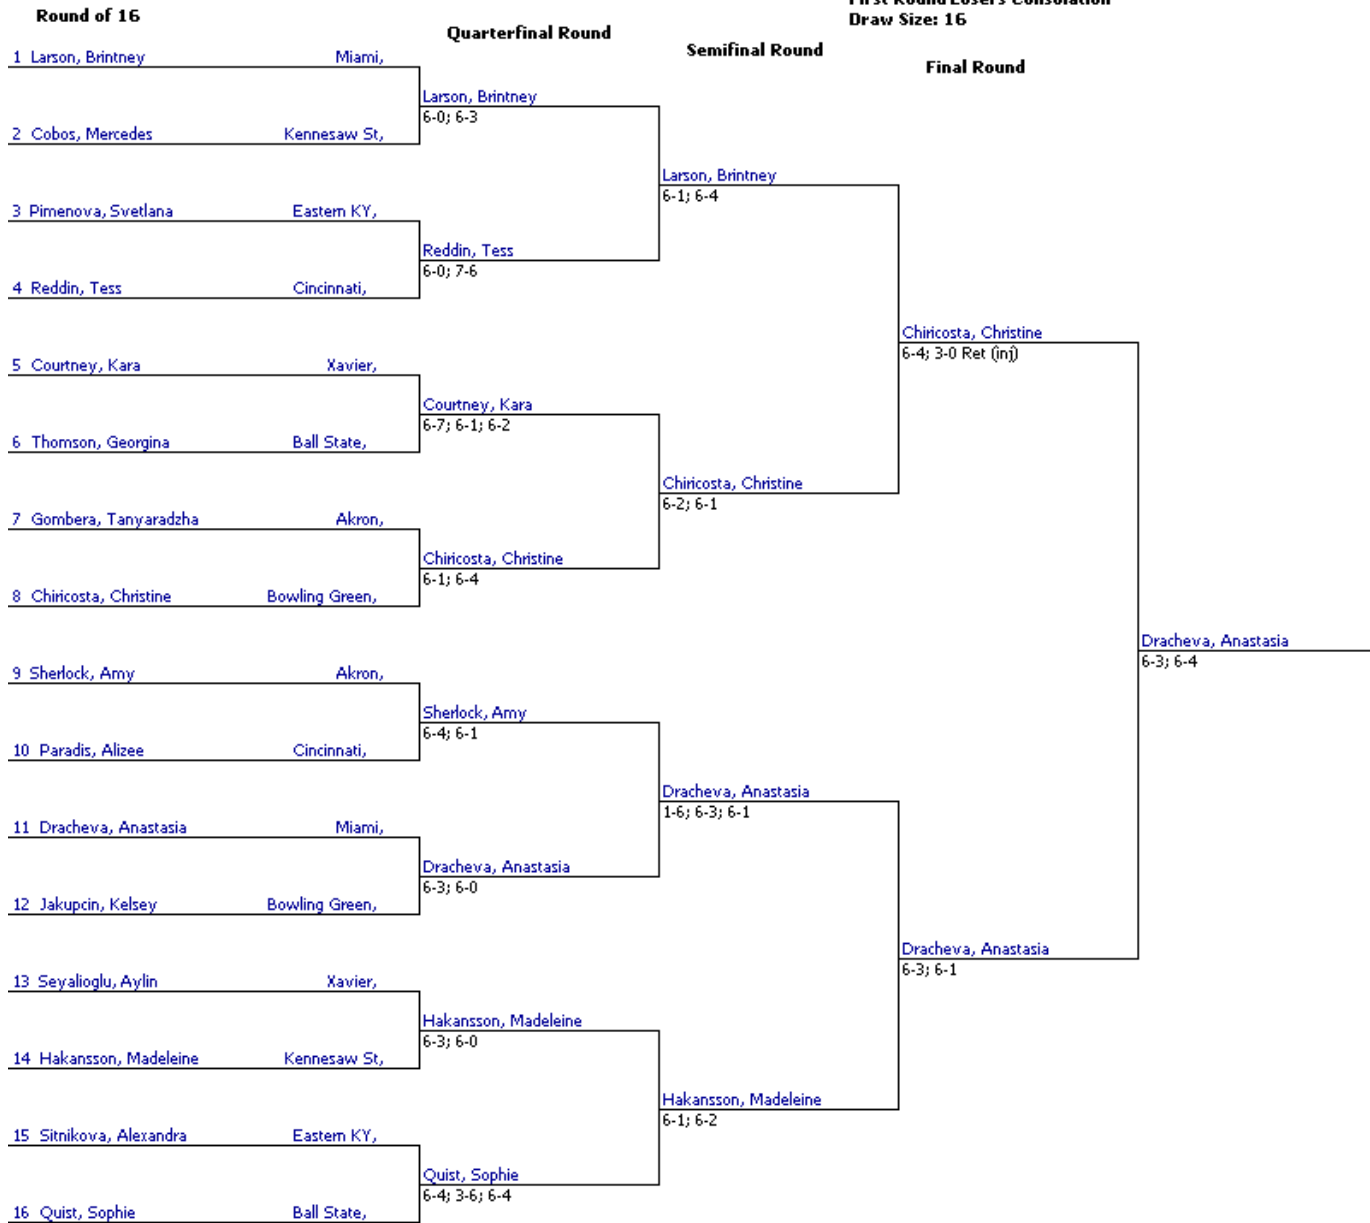 First Round Losers Consolation
Draw Size: 16
Round of 16
Quarterfinal Round
Semifinal Round
Final Round
1 Larson, Brintney Miami,
Larson, Brintney
6-0; 6-3
2 Cobos, Mercedes Kennesaw St,
Larson, Brintney
6-1; 6-4
3 Pimenova, Svetlana Eastern KY,
Reddin, Tess
6-0; 7-6
4 Reddin, Tess Cincinnati,
Chiricosta, Christine
6-4; 3-0 Ret (inj)
5 Courtney, Kara Xavier,
Courtney, Kara
6-7; 6-1; 6-2
6 Thomson, Georgina Ball State,
Chiricosta, Christine
6-2; 6-1
7 Gombera, Tanyaradzha Akron,
Chiricosta, Christine
6-1; 6-4
8 Chiricosta, Christine Bowling Green,
Dracheva, Anastasia
6-3; 6-4
9 Sherlock, Amy Akron,
Sherlock, Amy
6-4; 6-1
10 Paradis, Alizee Cincinnati,
Dracheva, Anastasia
1-6; 6-3; 6-1
11 Dracheva, Anastasia Miami,
Dracheva, Anastasia
6-3; 6-0
12 Jakupcin, Kelsey Bowling Green,
Dracheva, Anastasia
6-3; 6-1
13 Seyalioglu, Aylin Xavier,
Hakansson, Madeleine
6-3; 6-0
14 Hakansson, Madeleine Kennesaw St,
Hakansson, Madeleine
6-1; 6-2
15 Sitnikova, Alexandra Eastern KY,
Quist, Sophie
6-4; 3-6; 6-4
16 Quist, Sophie Ball State,